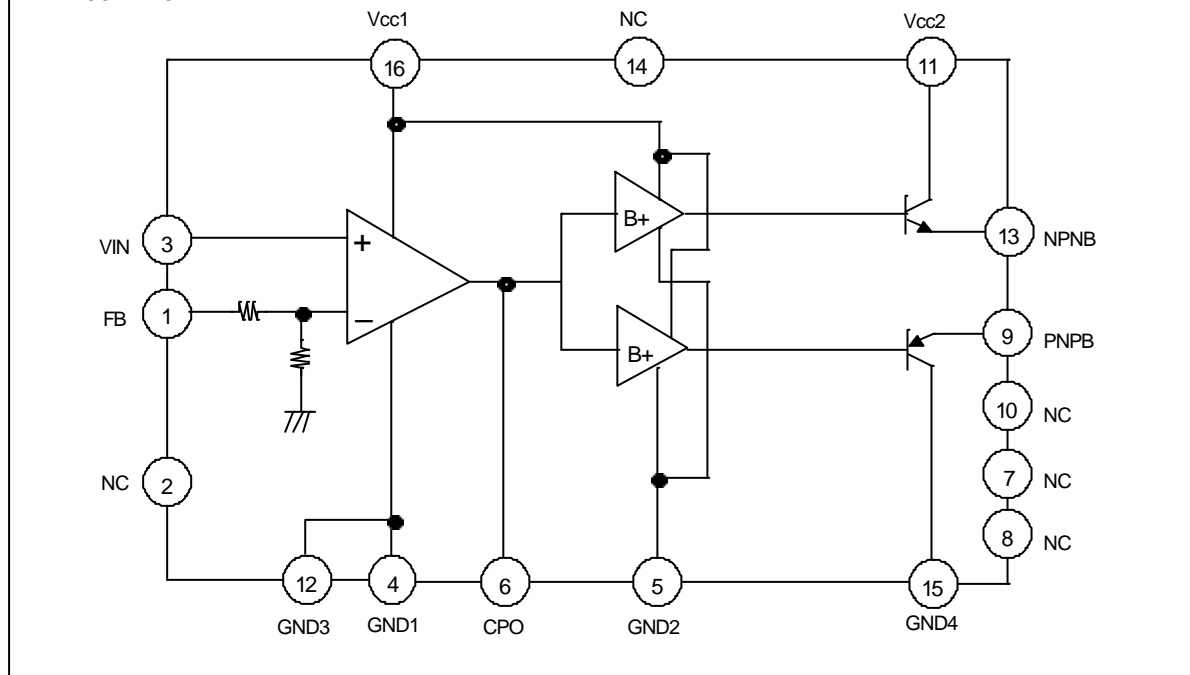 Vcc1 NC Vcc2
16 14 11
B+
VIN 3 + 13 NPNB
FB 1 − 9 PNPB
B+
10 NC
NC 2 7 NC
8 NC
12 4 6 5 15
GND3 GND1 CPO GND2 GND4